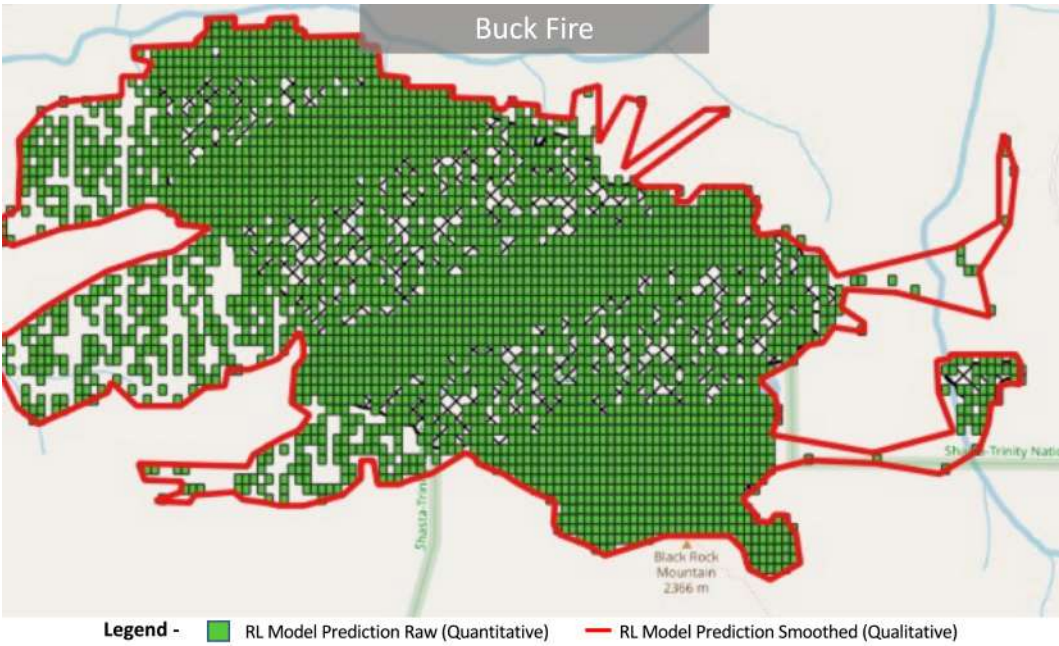 Buck Fire
Shasta-Trin
Shasta-Trinity Natio
Black Rock
Mountain
2366 m
Legend -
RL Model Prediction Raw (Quantitative)
RL Model Prediction Smoothed (Qualitative)